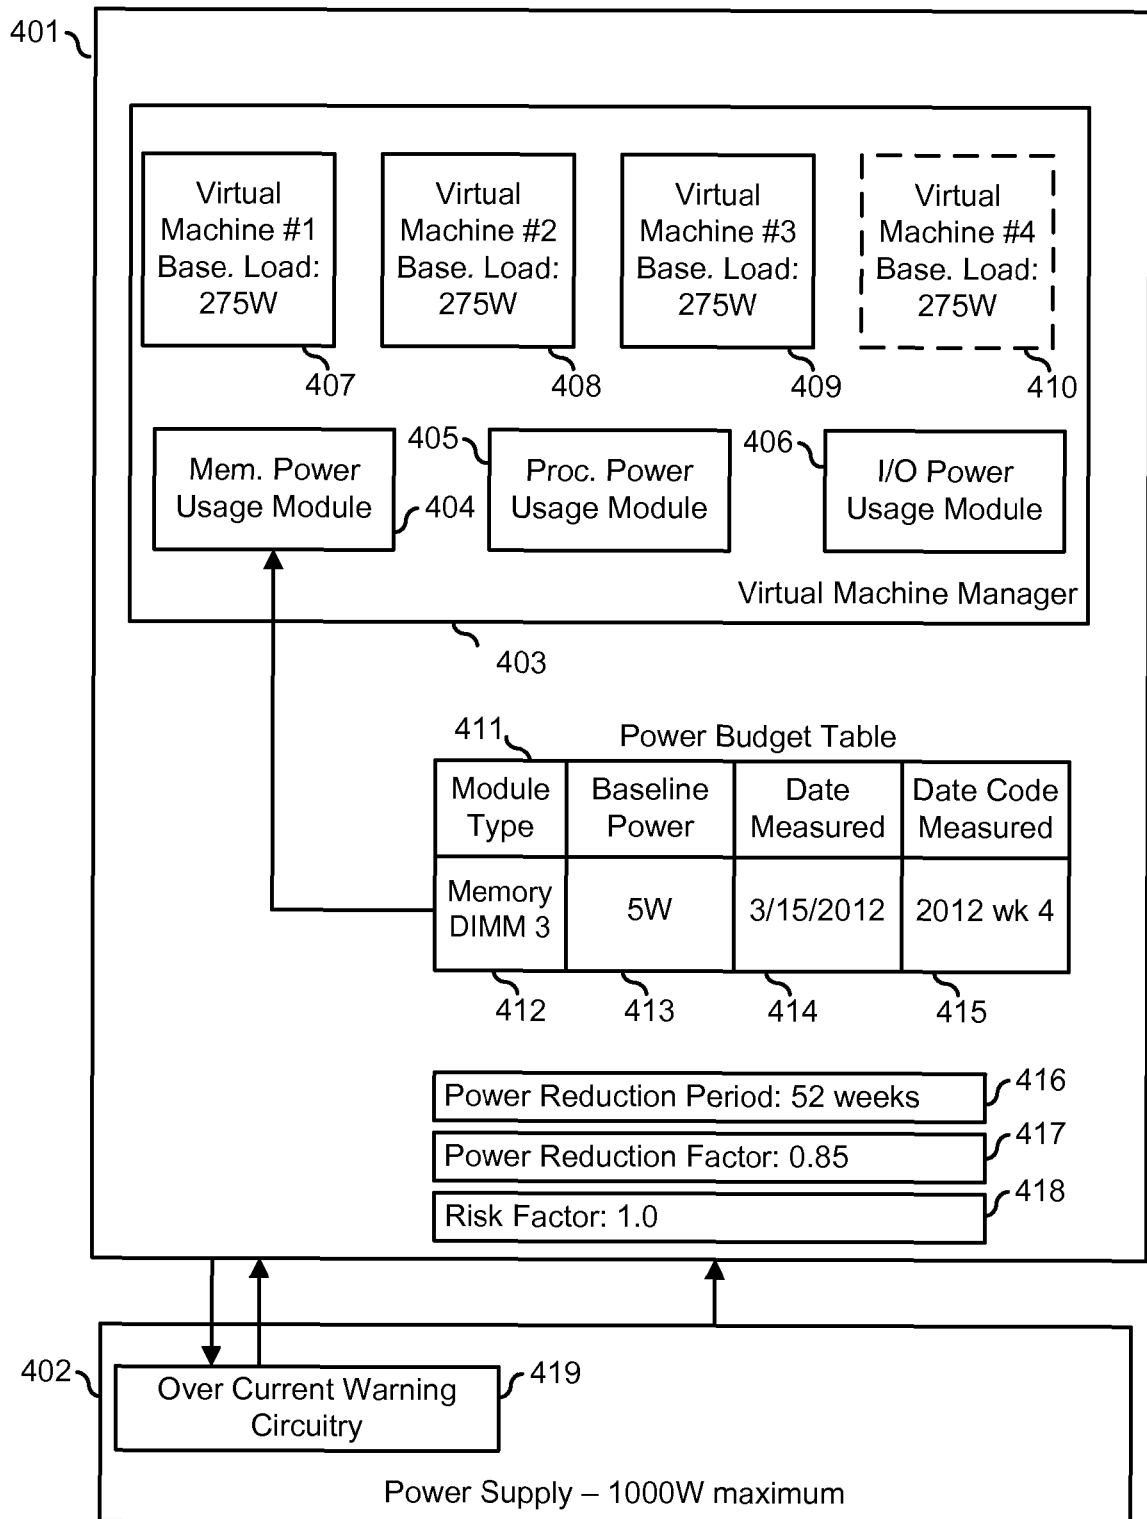 401
Virtual
Machine #1
Base. Load:
275W
Virtual
Machine #2
Base. Load:
275W
Virtual
Machine #3
Base. Load:
275W
Virtual
Machine #4
Base. Load:
275W
407
408
409
410
Mem. Power
Usage Module
404
405
Proc. Power
Usage Module
406
I/O Power
Usage Module
Virtual Machine Manager
403
411
Power Budget Table
Module
Type
Baseline
Power
Date
Measured
Date Code
Measured
Memory
DIMM 3
5W
3/15/2012
2012 wk 4
412
413
414
415
Power Reduction Period: 52 weeks
416
Power Reduction Factor: 0.85
417
Risk Factor: 1.0
418
402
Over Current Warning
Circuitry
419
Power Supply – 1000W maximum